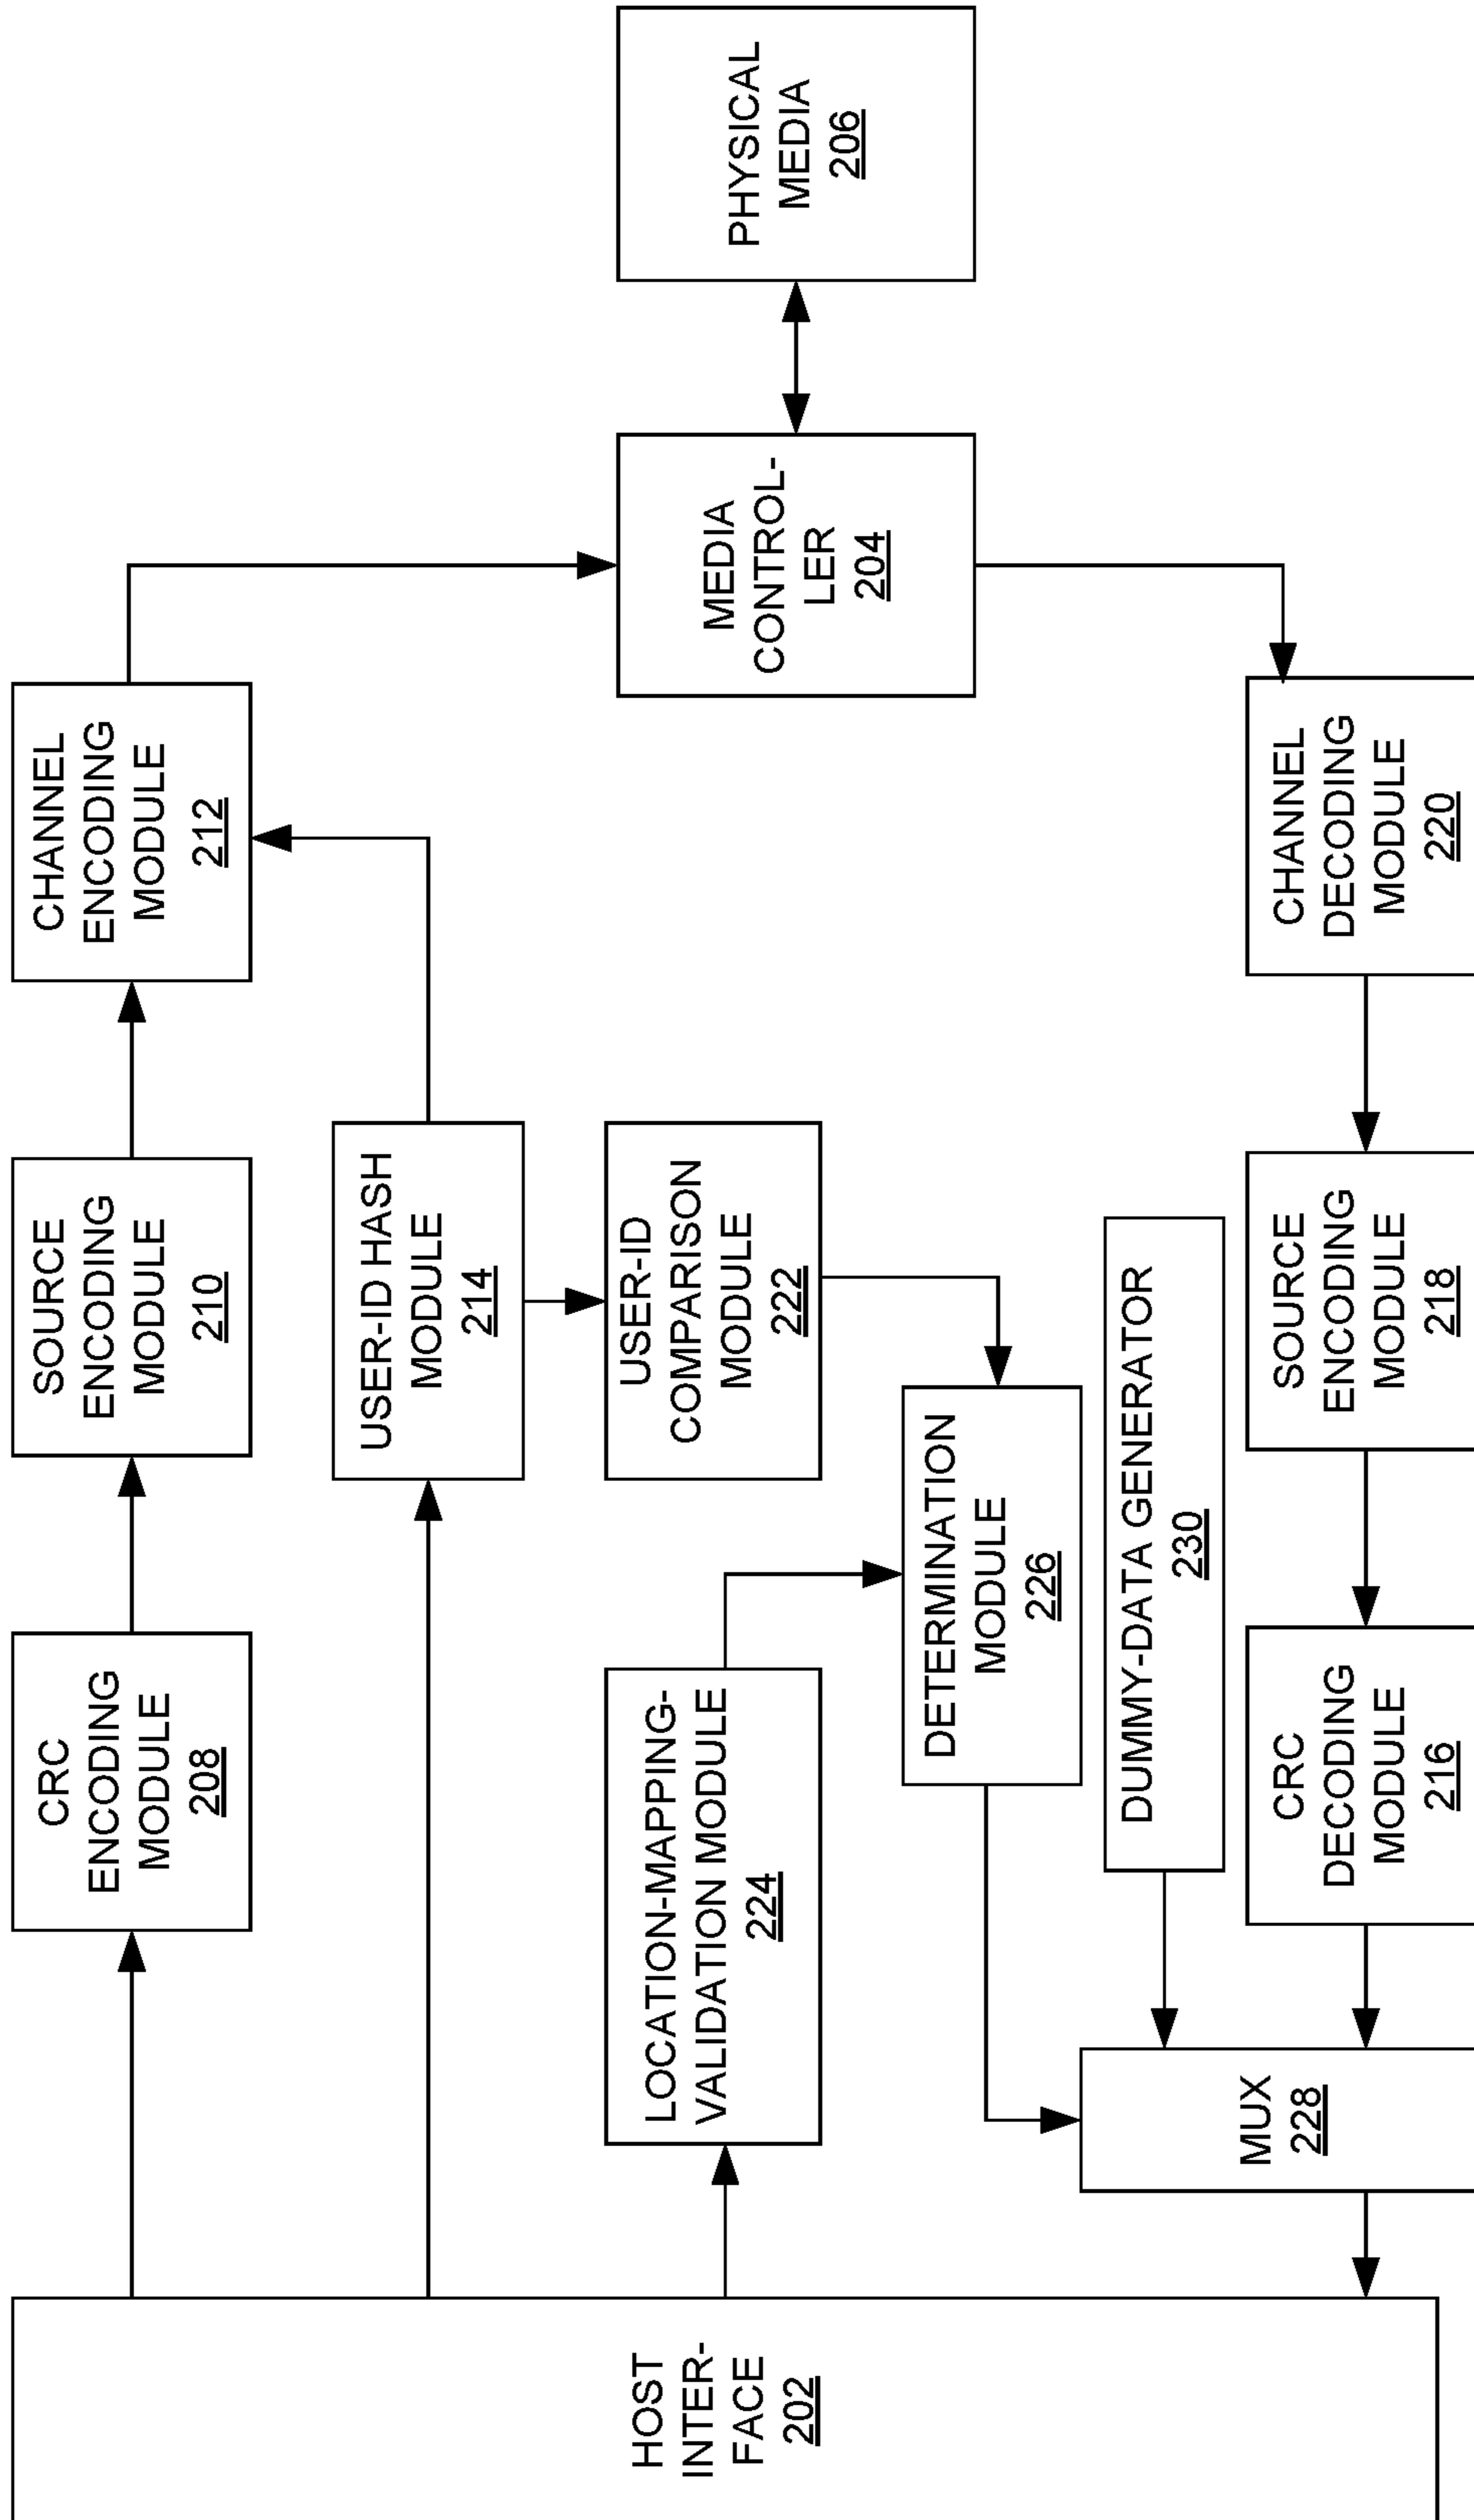 HOST
INTER-
FACE
202
CRC
ENCODING
MODULE
208
SOURCE
ENCODING
MODULE
210
CHANNEL
ENCODING
MODULE
212
USER-ID HASH
MODULE
214
LOCATION-MAPPING-
VALIDATION MODULE
224
USER-ID
COMPARISON
MODULE
222
MEDIA
CONTROL-
LER
204
PHYSICAL
MEDIA
206
DETERMINATION
MODULE
226
DUMMY-DATA GENERATOR
230
MUX
228
CRC
DECODING
MODULE
216
SOURCE
ENCODING
MODULE
218
CHANNEL
DECODING
MODULE
220